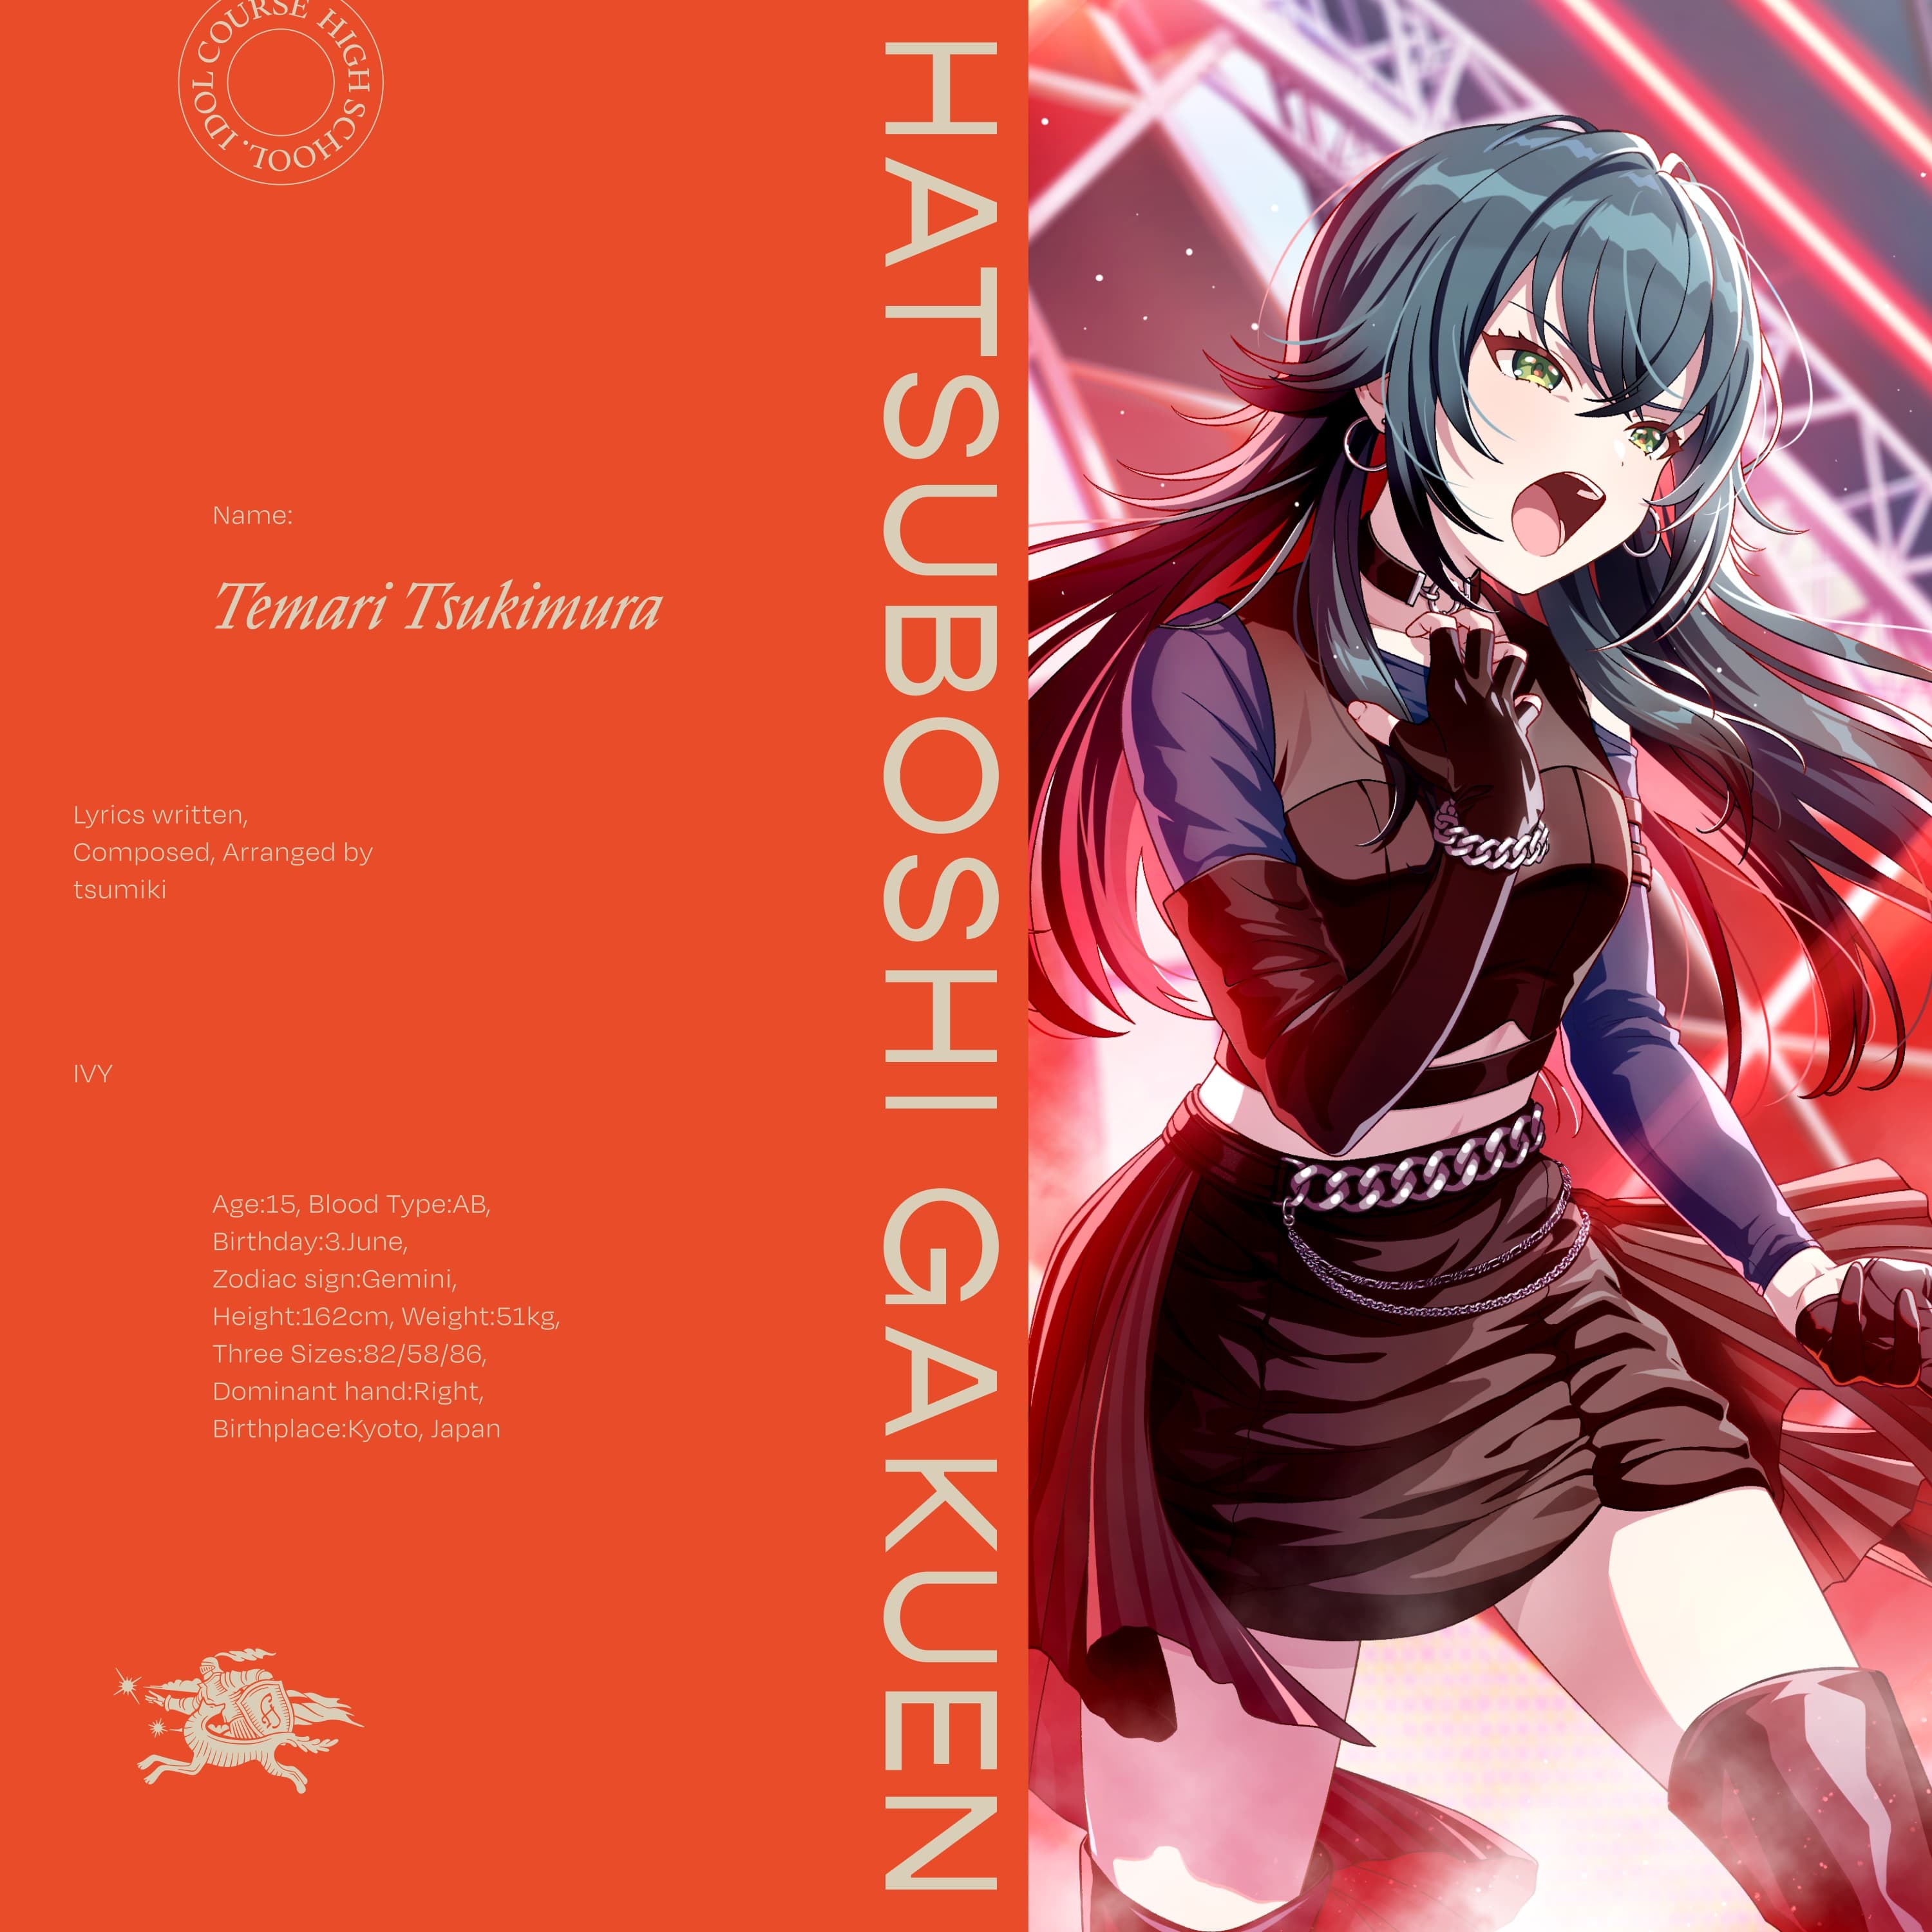 IDOL COURSE HIGH SCHOOL.
HATSUBOSHI GAKUEN
Name:
Temari Tsukimura
Lyrics written,
Composed, Arranged by
tsumiki
IVY
Age:15, Blood Type:AB,
Birthday:3.June,
Zodiac sign:Gemini,
Height:162cm, Weight:51kg,
Three Sizes:82/58/86,
Dominant hand:Right,
Birthplace:Kyoto, Japan